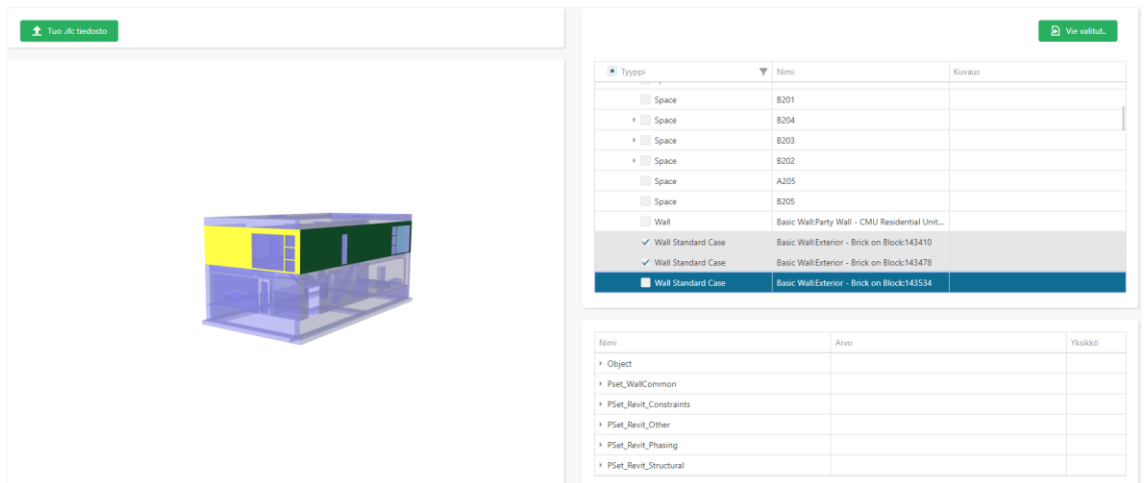 Tuo .ifc tiedosto
Vie valitut..
Tyyppi Nimi Kuvaus
Space B201
Space B204
Space B203
Space B202
Space A205
Space B205
Wall Basic Wall:Party Wall - CMU Residential Unit...
Wall Standard Case Basic Wall:Exterior - Brick on Block:143410
Wall Standard Case Basic Wall:Exterior - Brick on Block:143478
Wall Standard Case Basic Wall:Exterior - Brick on Block:143534
Nimi Arvo Yksikkö
Object
Pset_WallCommon
PSet_Revit_Constraints
PSet_Revit_Other
PSet_Revit_Phasing
PSet_Revit_Structural